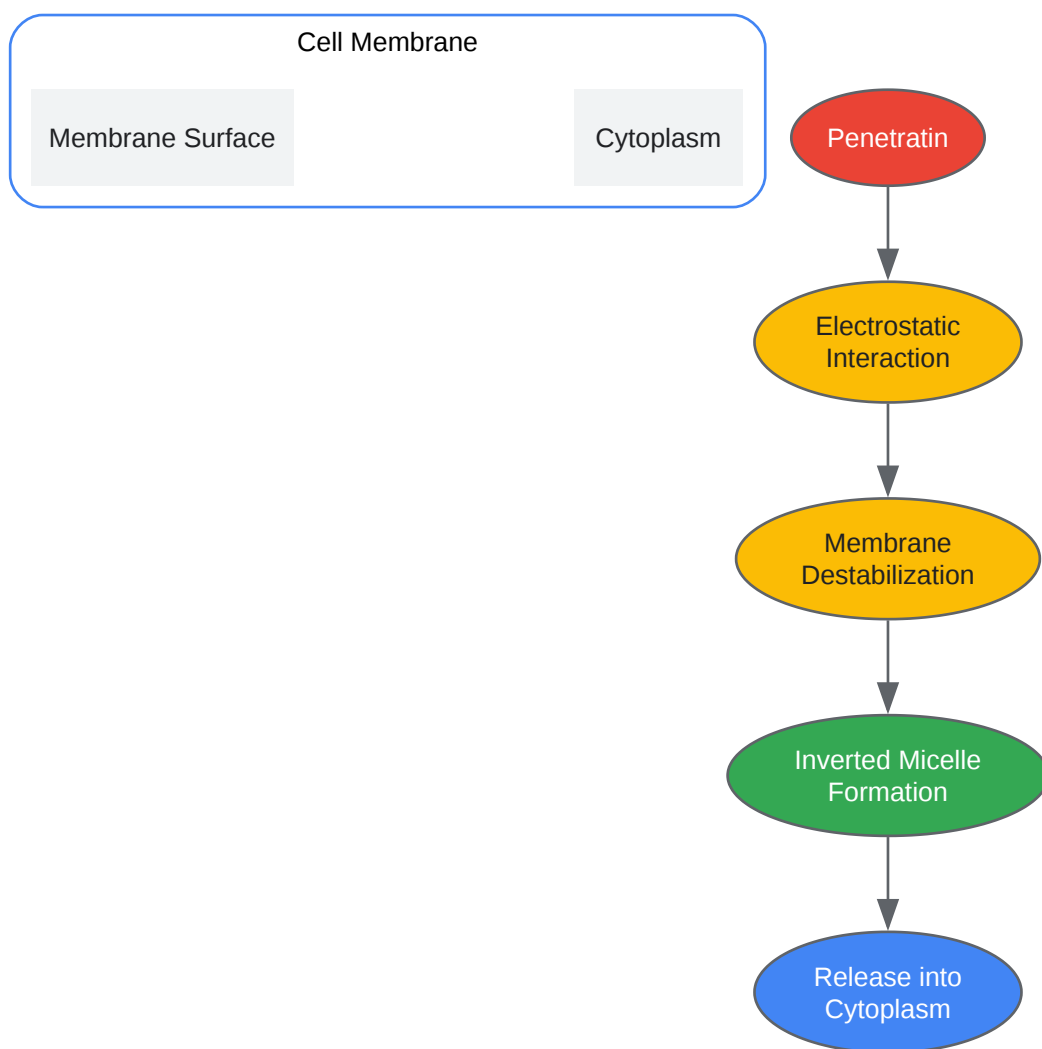 Cell Membrane
Membrane Surface
Cytoplasm
Penetratin
Electrostatic
Interaction
Membrane
Destabilization
Inverted Micelle
Formation
Release into
Cytoplasm